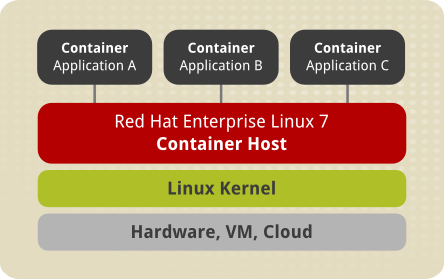 Container
Application A
Container
Application B
Container
Application C
Red Hat Enterprise Linux 7
Container Host
Linux Kernel
Hardware, VM, Cloud